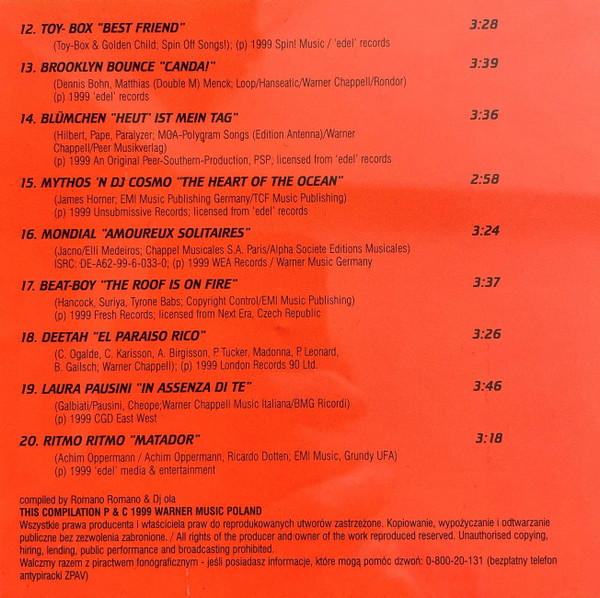 12. TOY- BOX "BEST FRIEND" 3:28
(Toy-Box & Golden Child; Spin Off Songs!); (p) 1999 Spin! Music / 'edel' records
13. BROOKLYN BOUNCE "CANDA!" 3:39
(Dennis Bohn, Matthias (Double M) Menck; Loop/Hanseatic/Warner Chappell/Rondor)
(p) 1999 'edel' records
14. BLÜMCHEN "HEUT' IST MEIN TAG" 3:36
(Hilbert, Pape, Paralyzer; MCA-Polygram Songs (Edition Antenna)/Warner
Chappell/Peer Musikverlag)
(p) 1999 An Original Peer-Southern-Production, PSP; licensed from 'edel' records
15. MYTHOS 'N DJ COSMO "THE HEART OF THE OCEAN" 2:58
(James Horner; EMI Music Publishing Germany/TCF Music Publishing)
(p) 1999 Unsubmissive Records; licensed from 'edel' records
16. MONDIAL "AMOUREUX SOLITAIRES" 3:24
(Jacno/Elli Medeiros; Chappel Musicales S.A. Paris/Alpha Societe Editions Musicales)
ISRC: DE-A62-99-6-033-0; (p) 1999 WEA Records / Warner Music Germany
17. BEAT-BOY "THE ROOF IS ON FIRE" 3:37
(Hancock, Suriya, Tyrone Babs; Copyright Control/EMI Music Publishing)
(p) 1999 Fresh Records; licensed from Next Era, Czech Republic
18. DEETAH "EL PARAISO RICO" 3:26
(C. Ogalde, C. Karisson, A. Birgisson, P. Tucker, Madonna, P. Leonard,
B. Gailsch; Warner Chappell); (p) 1999 London Records 90 Ltd.
19. LAURA PAUSINI "IN ASSENZA DI TE" 3:46
(Galbiati/Pausini, Cheope;Warner Chappell Music Italiana/BMG Ricordi)
(p) 1999 CGD East West
20. RITMO RITMO "MATADOR" 3:18
(Achim Oppermann / Achim Oppermann, Ricardo Dotten; EMI Music, Grundy UFA)
(p) 1999 'edel' media & entertainment
compiled by Romano Romano & Dj ola
THIS COMPILATION P & C 1999 WARNER MUSIC POLAND
Wszystkie prawa producenta i właściciela praw do reprodukowanych utworów zastrzeżone. Kopiowanie, wypożyczanie i odtwarzanie
publiczne bez zezwolenia zabronione. / All rights of the producer and owner of the work reproduced reserved. Unauthorised copying,
hiring, lending, public performance and broadcasting prohibited.
Walczmy razem z piractwem fonograficznym - jeśli posiadasz informacje, które mogą pomóc dzwoń: 0-800-20-131 (bezpłatny telefon
antypiracki ZPAV)